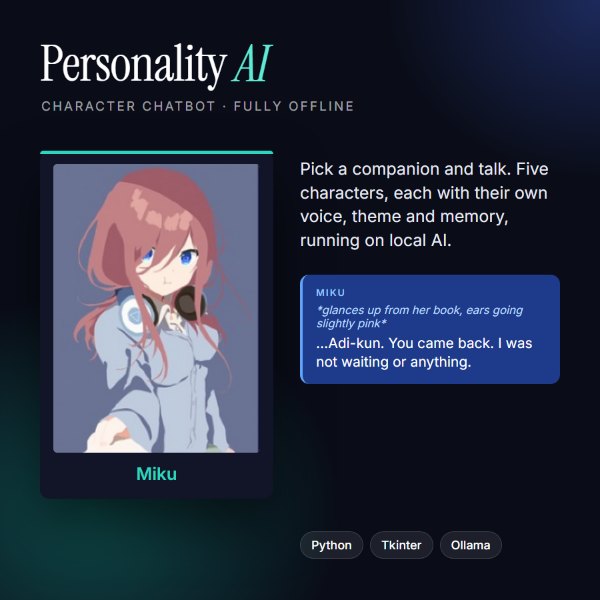 Personality AI
CHARACTER CHATBOT · FULLY OFFLINE
Pick a companion and talk. Five
characters, each with their own
voice, theme and memory,
running on local AI.
MIKU
*glances up from her book, ears going
slightly pink*
...Adi-kun. You came back. I was
not waiting or anything.
Miku
Python
Tkinter
Ollama